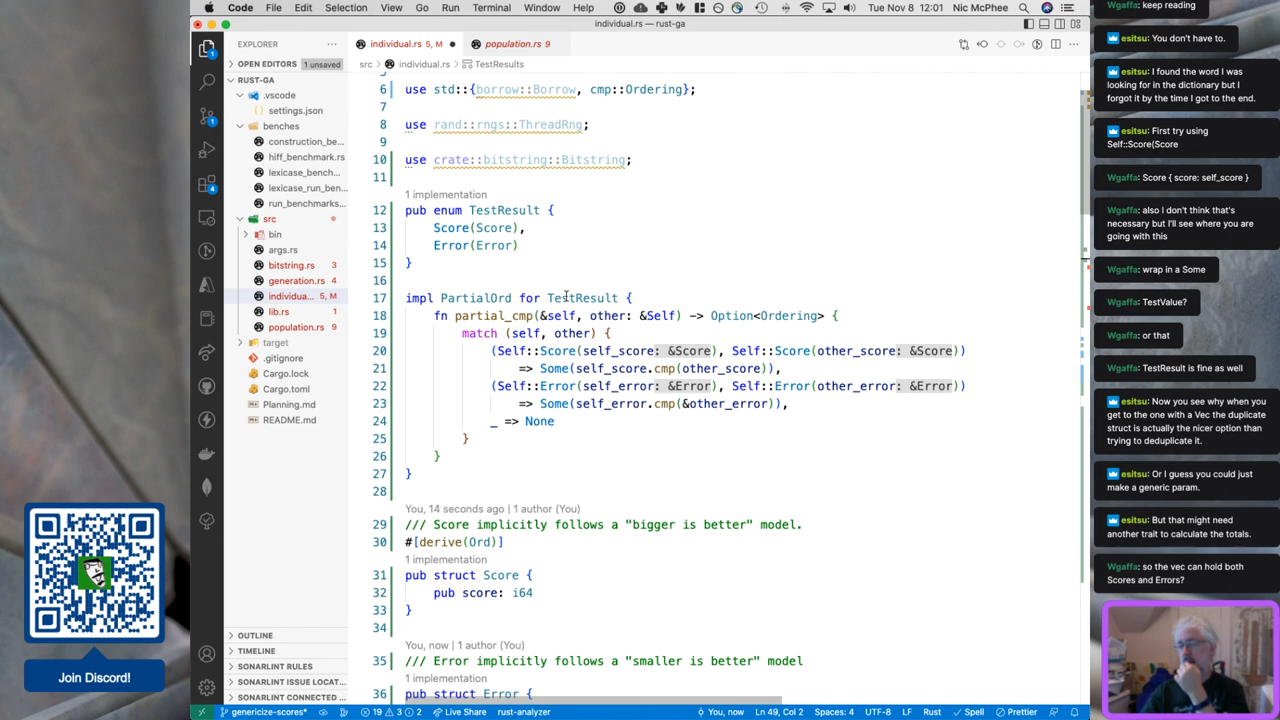 Code File Edit Selection View Go Run Terminal Window Help Tue Nov 8 12:01 Nic McPhee
individual.rs — rust-ga
EXPLORER
OPEN EDITORS 1 unsaved
RUST-GA
.vscode
settings.json
benches
construction_be...
hiff_benchmark.rs
lexicase_bench...
lexicase_run_ben...
run_benchmarks...
src
bin
args.rs
bitstring.rs 3
generation.rs 4
individua... 5, M
lib.rs 1
population.rs 9
target
.gitignore
Cargo.lock
Cargo.toml
Planning.md
README.md
OUTLINE
TIMELINE
SONARLINT RULES
SONARLINT ISSUE LOCAT...
SONARLINT CONNECTED ...
individual.rs 5, M
population.rs 9
src > individual.rs > TestResults
5
6 use std::{borrow::Borrow, cmp::Ordering};
7
8 use rand::rngs::ThreadRng;
9
10 use crate::bitstring::Bitstring;
11
1 implementation
12 pub enum TestResult {
13 Score(Score),
14 Error(Error)
15 }
16
17 impl PartialOrd for TestResult {
18 fn partial_cmp(&self, other: &Self) -> Option<Ordering> {
19 match (self, other) {
20 (Self::Score(self_score: &Score), Self::Score(other_score: &Score))
21 => Some(self_score.cmp(other_score)),
22 (Self::Error(self_error: &Error), Self::Error(other_error: &Error))
23 => Some(self_error.cmp(&other_error)),
24 _ => None
25 }
26 }
27 }
28
You, 14 seconds ago | 1 author (You)
29 /// Score implicitly follows a "bigger is better" model.
30 #[derive(Ord)]
1 implementation
31 pub struct Score {
32 pub score: i64
33 }
34
You, now | 1 author (You)
35 /// Error implicitly follows a "smaller is better" model
1 implementation
36 pub struct Error {
genericize-scores* 19 3 2 Live Share rust-analyzer You, now Ln 49, Col 2 Spaces: 4 UTF-8 LF Rust Spell Prettier
Join Discord!
Wgaffa: keep reading
esitsu: You don't have to.
esitsu: I found the word I was
looking for in the dictionary but I
forgot it by the time I got to the end.
esitsu: First try using
Self::Score(Score
Wgaffa: Score { score: self_score }
Wgaffa: also I don't think that's
necessary but I'll see where you are
going with this
Wgaffa: wrap in a Some
Wgaffa: TestValue?
Wgaffa: or that
Wgaffa: TestResult is fine as well
esitsu: Now you see why when you
get to the one with a Vec the duplicate
struct is actually the nicer option than
trying to deduplicate it.
esitsu: Or I guess you could just
make a generic param.
esitsu: But that might need
another trait to calculate the totals.
Wgaffa: so the vec can hold both
Scores and Errors?